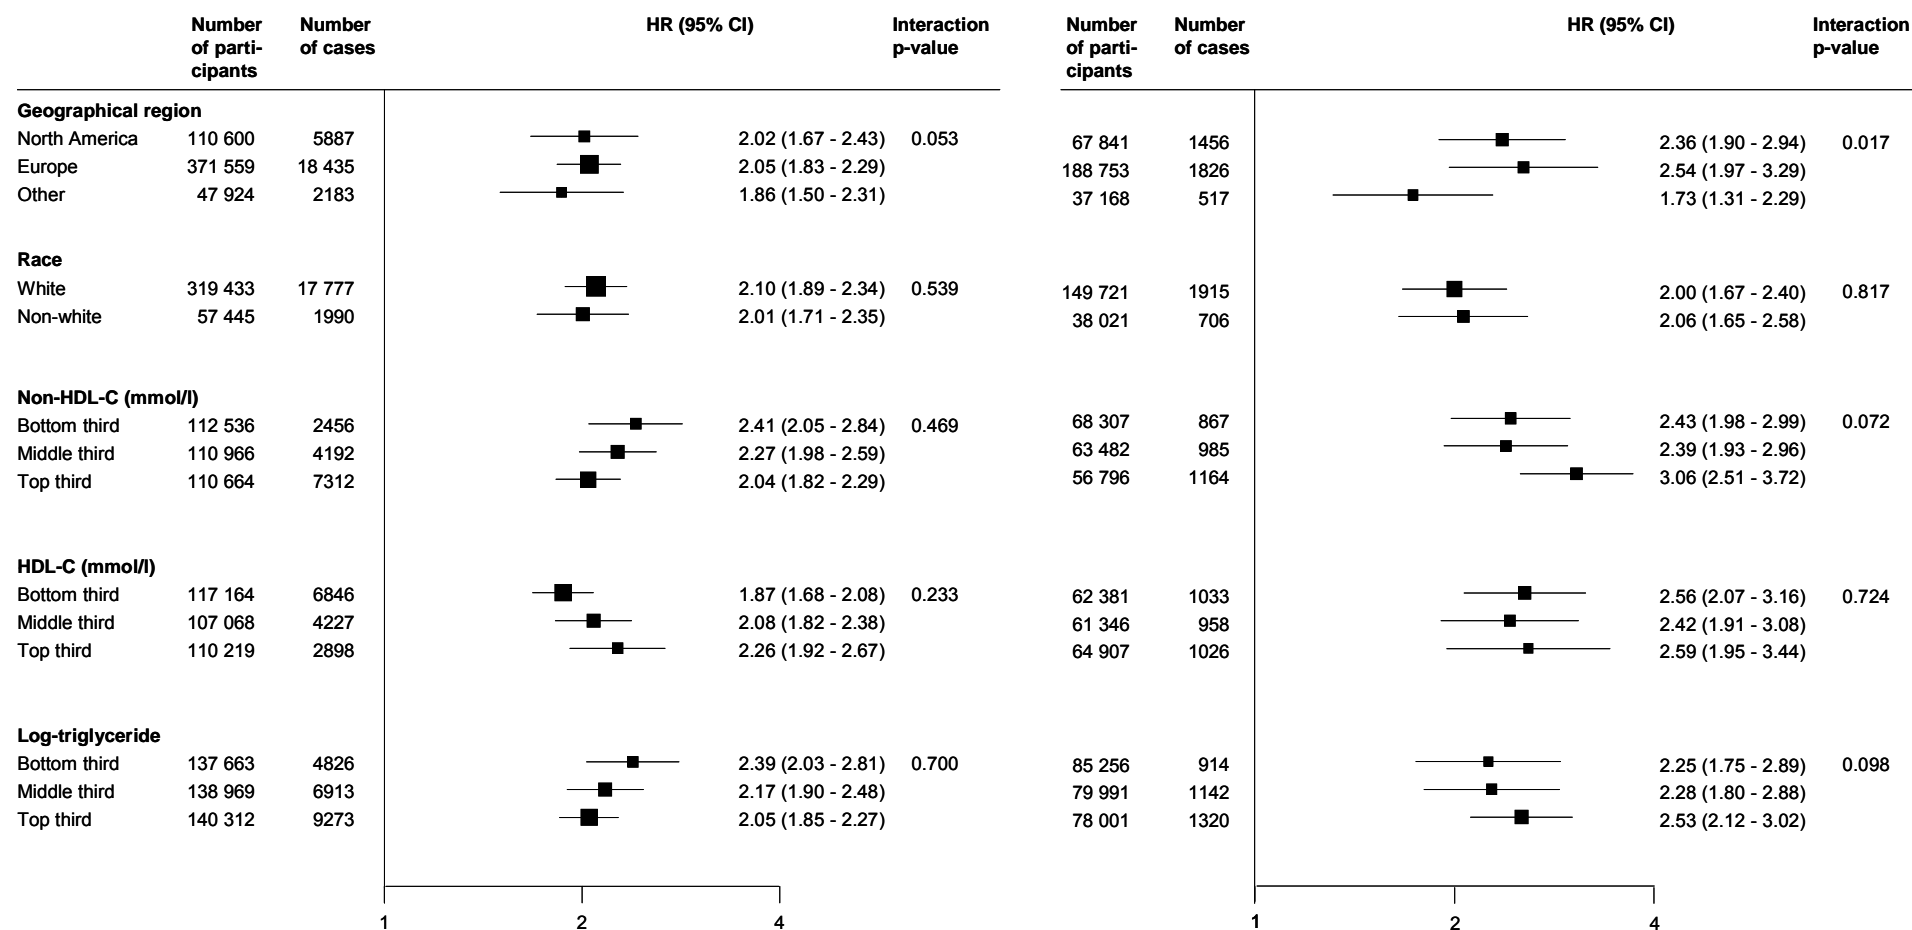 Number Number HR (95% CI) Interaction Number Number HR (95% CI) Interaction
of parti- of cases p-value of parti- of cases p-value
cipants cipants
Geographical region
North America 110 600 5887 2.02 (1.67 - 2.43) 0.053 67 841 1456 2.36 (1.90 - 2.94) 0.017
Europe 371 559 18 435 2.05 (1.83 - 2.29) 188 753 1826 2.54 (1.97 - 3.29)
Other 47 924 2183 1.86 (1.50 - 2.31) 37 168 517 1.73 (1.31 - 2.29)
Race
White 319 433 17 777 2.10 (1.89 - 2.34) 0.539 149 721 1915 2.00 (1.67 - 2.40) 0.817
Non-white 57 445 1990 2.01 (1.71 - 2.35) 38 021 706 2.06 (1.65 - 2.58)
Non-HDL-C (mmol/l)
Bottom third 112 536 2456 2.41 (2.05 - 2.84) 0.469 68 307 867 2.43 (1.98 - 2.99) 0.072
Middle third 110 966 4192 2.27 (1.98 - 2.59) 63 482 985 2.39 (1.93 - 2.96)
Top third 110 664 7312 2.04 (1.82 - 2.29) 56 796 1164 3.06 (2.51 - 3.72)
HDL-C (mmol/l)
Bottom third 117 164 6846 1.87 (1.68 - 2.08) 0.233 62 381 1033 2.56 (2.07 - 3.16) 0.724
Middle third 107 068 4227 2.08 (1.82 - 2.38) 61 346 958 2.42 (1.91 - 3.08)
Top third 110 219 2898 2.26 (1.92 - 2.67) 64 907 1026 2.59 (1.95 - 3.44)
Log-triglyceride
Bottom third 137 663 4826 2.39 (2.03 - 2.81) 0.700 85 256 914 2.25 (1.75 - 2.89) 0.098
Middle third 138 969 6913 2.17 (1.90 - 2.48) 79 991 1142 2.28 (1.80 - 2.88)
Top third 140 312 9273 2.05 (1.85 - 2.27) 78 001 1320 2.53 (2.12 - 3.02)
1 2 4 1 2 4